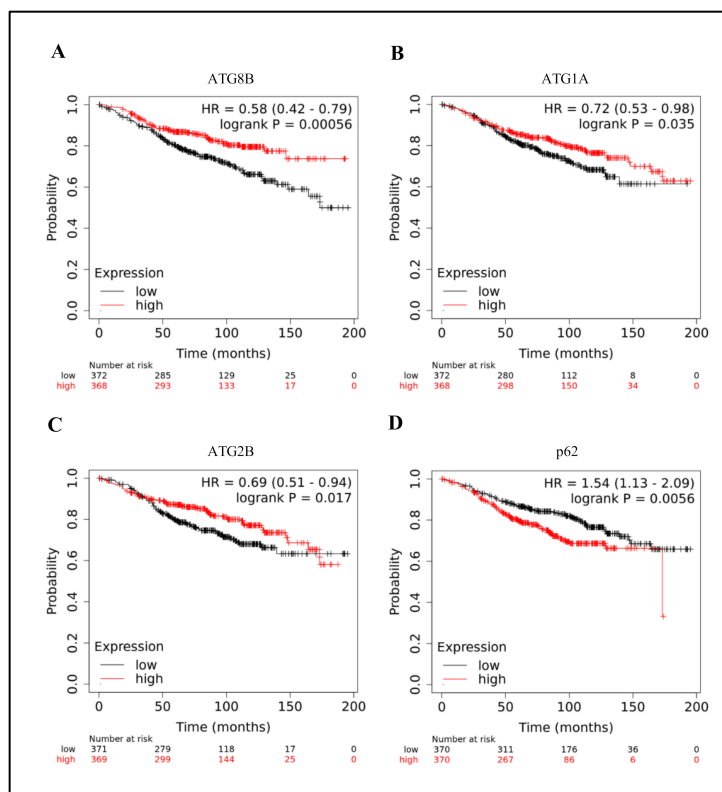 A
ATG8B
HR = 0.58 (0.42 - 0.79)
logrank P = 0.00056
Probability
1.0
0.8
0.6
0.4
0.2
0.0
Expression
low
high
0 50 100 150 200
Time (months)
Number at risk
low 372 285 129 25 0
high 368 293 133 17 0
B
ATG1A
HR = 0.72 (0.53 - 0.98)
logrank P = 0.035
Probability
1.0
0.8
0.6
0.4
0.2
0.0
Expression
low
high
0 50 100 150 200
Time (months)
Number at risk
low 372 280 112 8 0
high 368 298 150 34 0
C
ATG2B
HR = 0.69 (0.51 - 0.94)
logrank P = 0.017
Probability
1.0
0.8
0.6
0.4
0.2
0.0
Expression
low
high
0 50 100 150 200
Time (months)
Number at risk
low 371 279 118 17 0
high 369 299 144 25 0
D
p62
HR = 1.54 (1.13 - 2.09)
logrank P = 0.0056
Probability
1.0
0.8
0.6
0.4
0.2
0.0
Expression
low
high
0 50 100 150 200
Time (months)
Number at risk
low 370 311 176 36 0
high 370 267 86 6 0